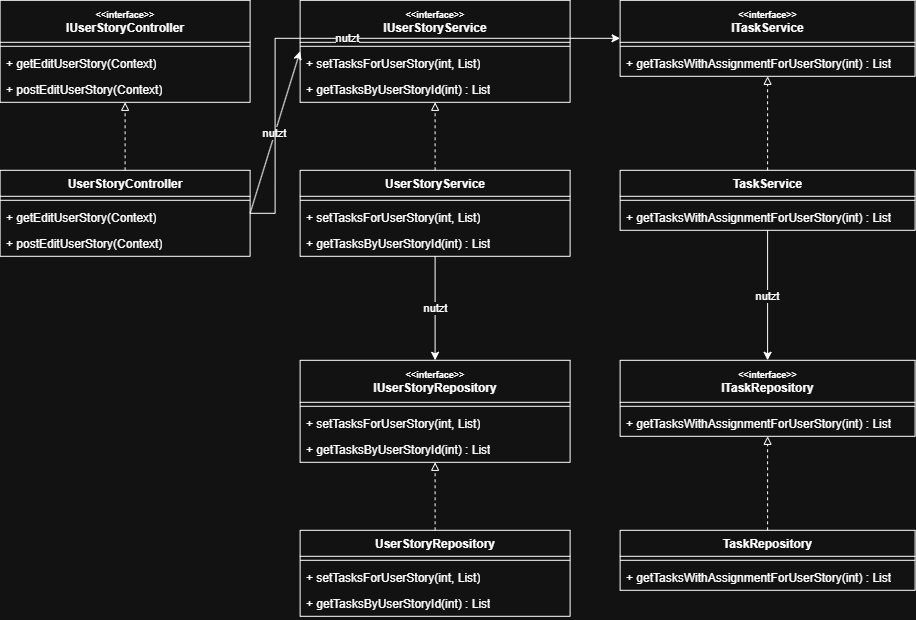 <<interface>>
IUserStoryController
+ getEditUserStory(Context)
+ postEditUserStory(Context)
<<interface>>
IUserStoryService
+ setTasksForUserStory(int, List)
+ getTasksByUserStoryId(int) : List
<<interface>>
ITaskService
+ getTasksWithAssignmentForUserStory(int) : List
nutzt
nutzt
UserStoryController
+ getEditUserStory(Context)
+ postEditUserStory(Context)
UserStoryService
+ setTasksForUserStory(int, List)
+ getTasksByUserStoryId(int) : List
TaskService
+ getTasksWithAssignmentForUserStory(int) : List
nutzt
nutzt
<<interface>>
IUserStoryRepository
+ setTasksForUserStory(int, List)
+ getTasksByUserStoryId(int) : List
<<interface>>
ITaskRepository
+ getTasksWithAssignmentForUserStory(int) : List
UserStoryRepository
+ setTasksForUserStory(int, List)
+ getTasksByUserStoryId(int) : List
TaskRepository
+ getTasksWithAssignmentForUserStory(int) : List